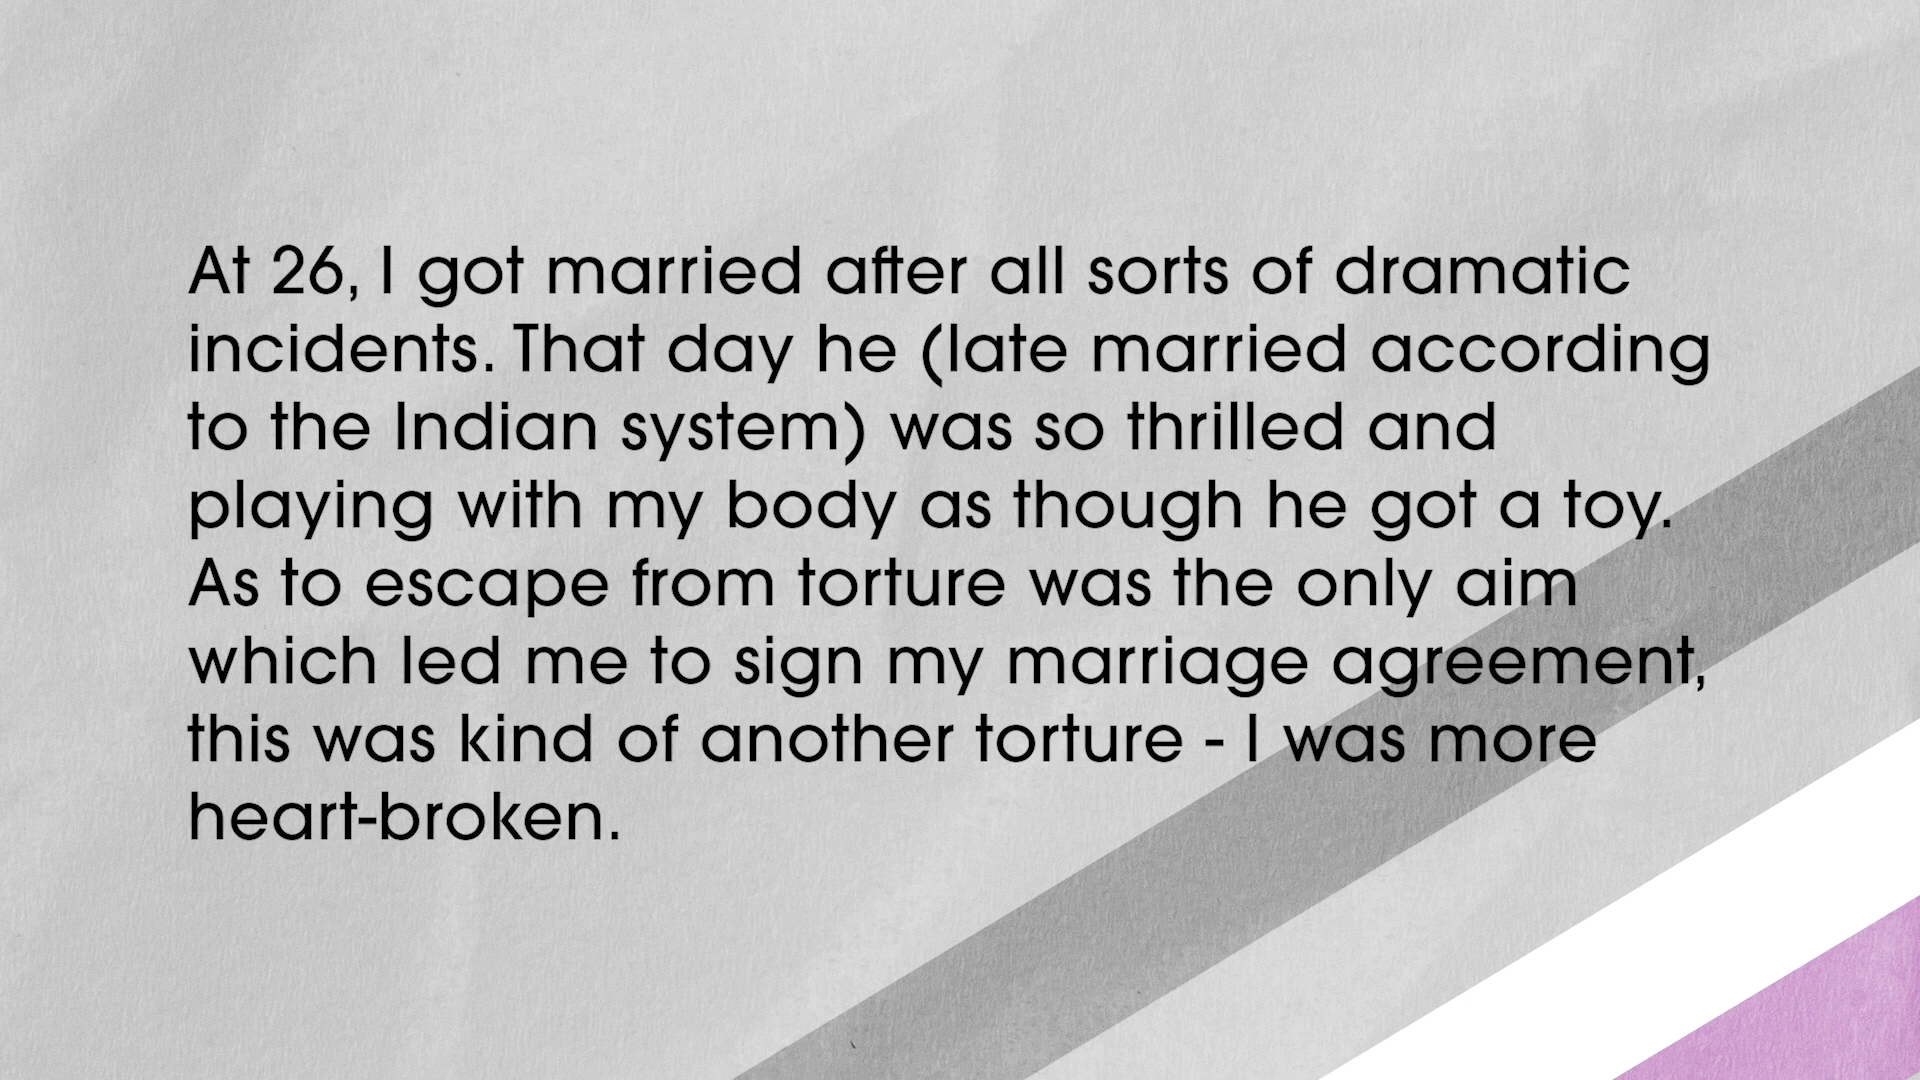 At 26, I got married after all sorts of dramatic
incidents. That day he (late married according
to the Indian system) was so thrilled and
playing with my body as though he got a toy.
As to escape from torture was the only aim
which led me to sign my marriage agreement,
this was kind of another torture - I was more
heart-broken.